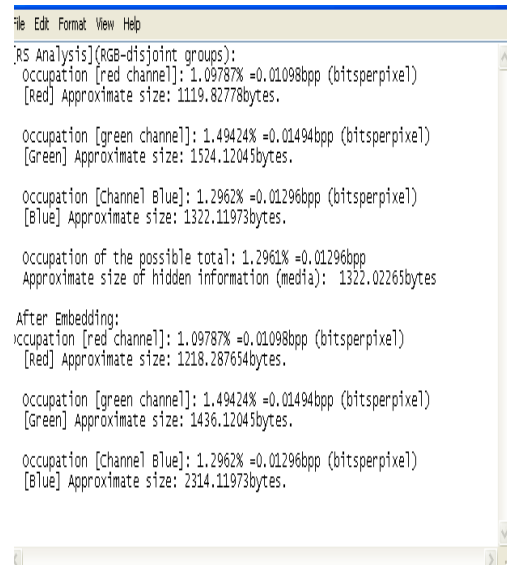 File Edit Format View Help
[RS Analysis](RGB-disjoint groups):
Occupation [red channel]: 1.09787% =0.01098bpp (bitsperpixel)
[Red] Approximate size: 1119.82778bytes.
Occupation [green channel]: 1.49424% =0.01494bpp (bitsperpixel)
[Green] Approximate size: 1524.12045bytes.
Occupation [Channel Blue]: 1.2962% =0.01296bpp (bitsperpixel)
[Blue] Approximate size: 1322.11973bytes.
Occupation of the possible total: 1.2961% =0.01296bpp
Approximate size of hidden information (media): 1322.02265bytes
After Embedding:
occupation [red channel]: 1.09787% =0.01098bpp (bitsperpixel)
[Red] Approximate size: 1218.287654bytes.
Occupation [green channel]: 1.49424% =0.01494bpp (bitsperpixel)
[Green] Approximate size: 1436.12045bytes.
Occupation [Channel Blue]: 1.2962% =0.01296bpp (bitsperpixel)
[Blue] Approximate size: 2314.11973bytes.